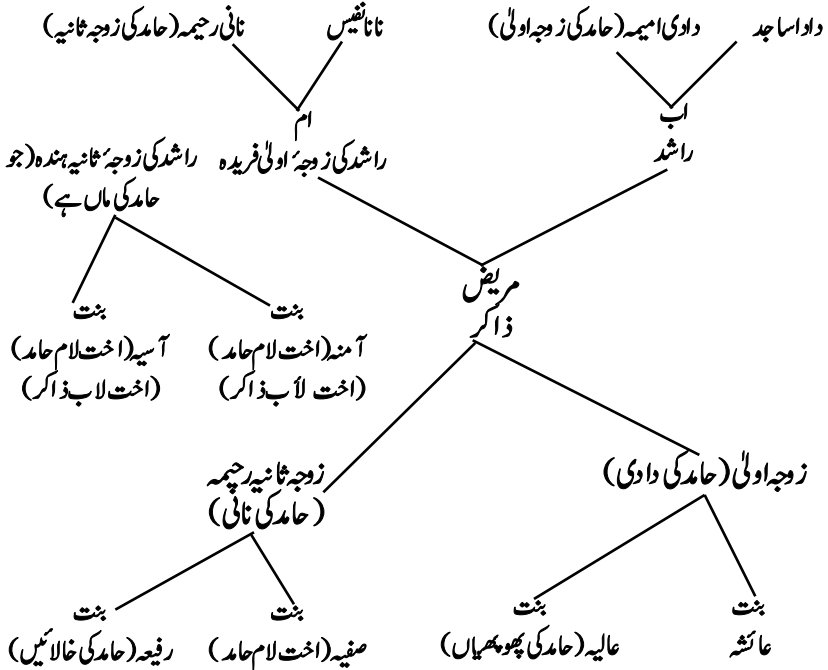 دادا ساجد
دادی امیمہ (حامد کی زوجہ اولیٰ)
نانا نفیس
نانی رحیمہ (حامد کی زوجہ ثانیہ)
اب
راشد
ام
راشد کی زوجۂ اولیٰ فریدہ
راشد کی زوجۂ ثانیہ ہندہ (جو
حامد کی ماں ہے)
مریض
ذاکر
بنت
آمنہ (اخت لام حامد)
(اخت لأب ذاکر)
بنت
آسیہ (اخت لام حامد)
(اخت لاب ذاکر)
زوجہ اولیٰ (حامد کی دادی)
زوجہ ثانیہ رحیمہ
(حامد کی نانی)
بنت
عائشہ
بنت
عالیہ (حامد کی پھوپھیاں)
بنت
صفیہ (اخت لام حامد)
بنت
رفیعہ (حامد کی خالائیں)